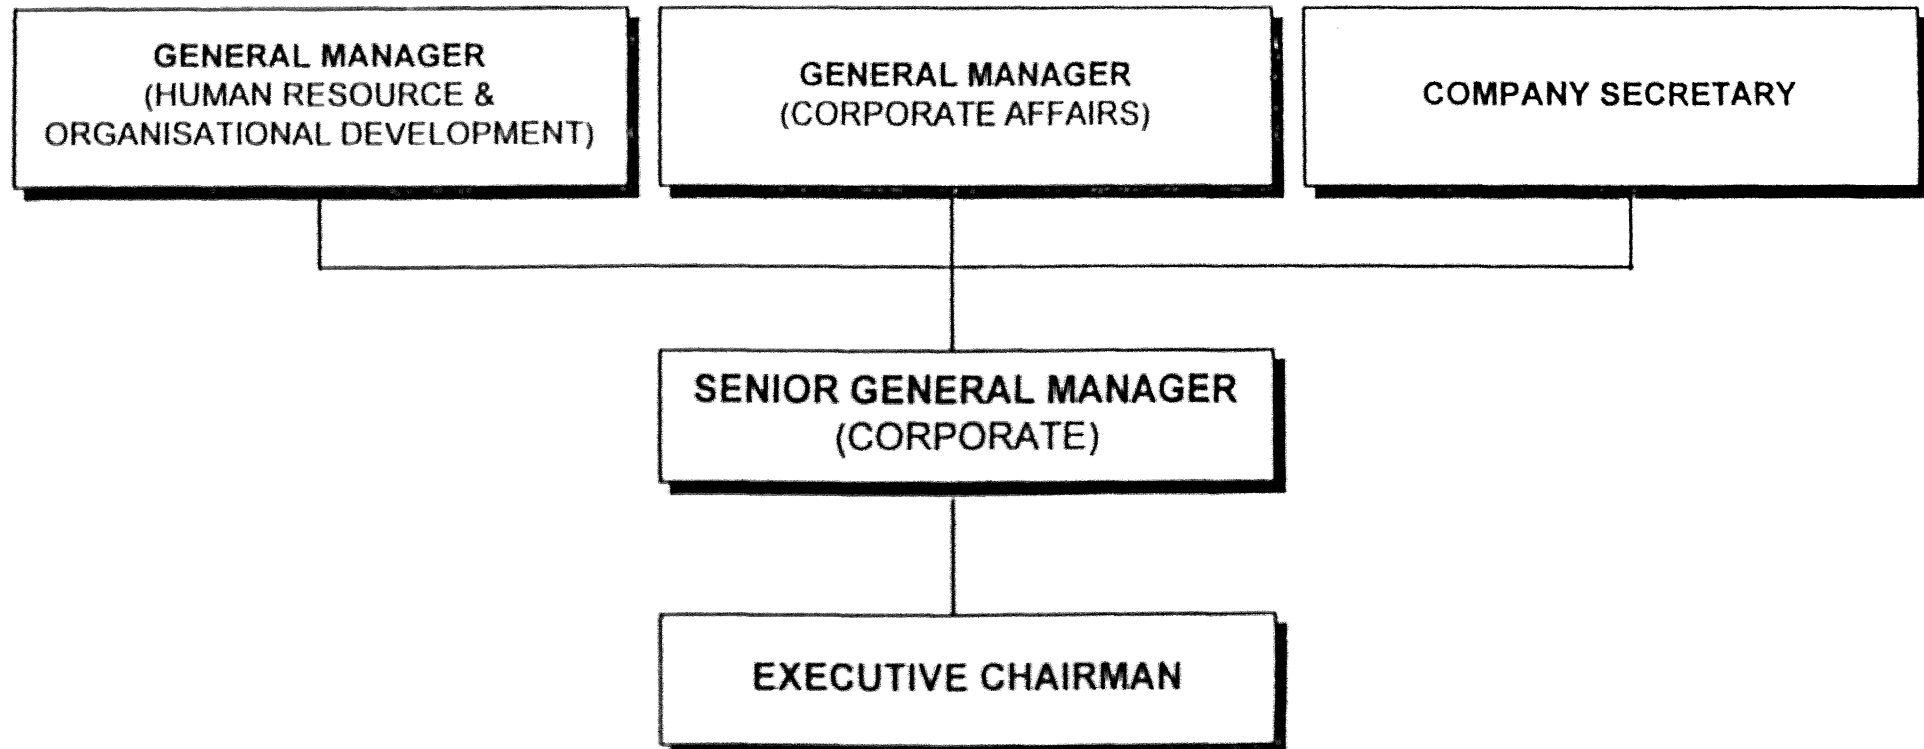 GENERAL MANAGER
(HUMAN RESOURCE &
ORGANISATIONAL DEVELOPMENT)
GENERAL MANAGER
(CORPORATE AFFAIRS)
COMPANY SECRETARY
SENIOR GENERAL MANAGER
(CORPORATE)
EXECUTIVE CHAIRMAN